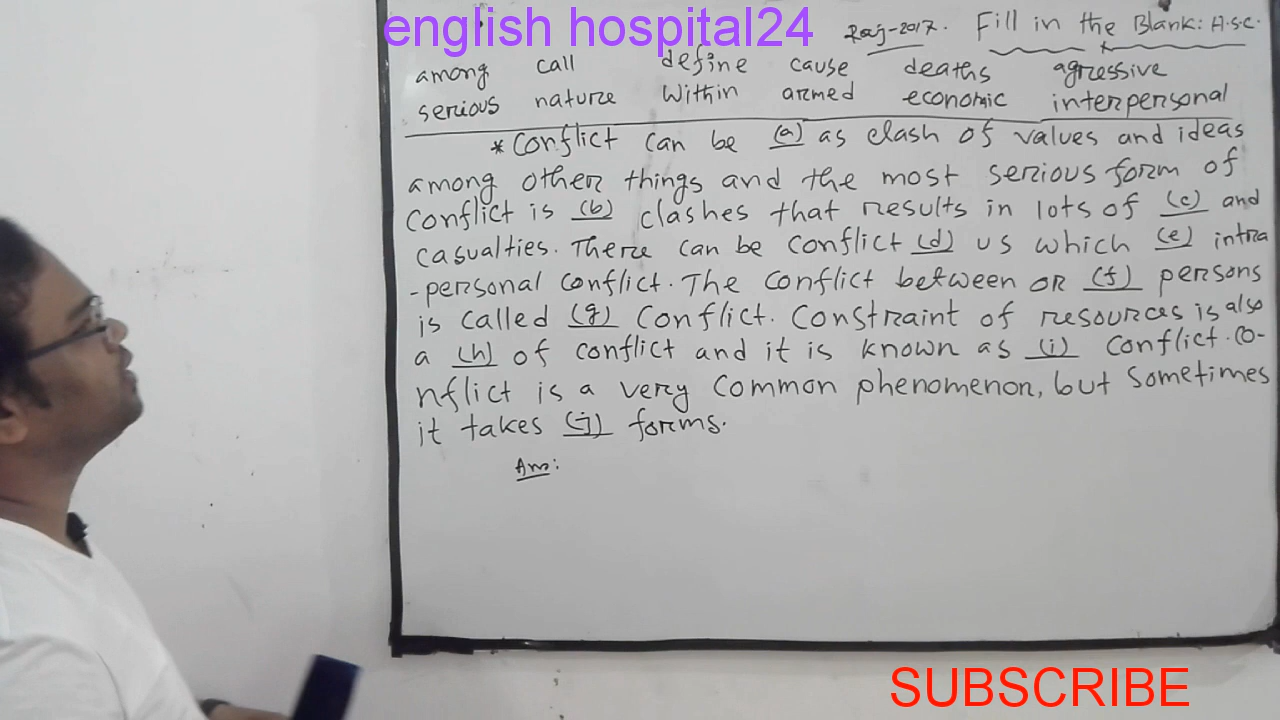 english hospital24
Raj-2017. Fill in the Blank: H.S.C.
among call define cause deaths agressive
serious nature within armed economic interpersonal
* Conflict can be (a) as clash of values and ideas
among other things and the most serious form of
conflict is (b) clashes that results in lots of (c) and
casualties. There can be conflict (d) us which (e) intra
-personal conflict. The conflict between or (f) persons
is called (g) conflict. Constraint of resources is also
a (h) of conflict and it is known as (i) conflict. Co-
nflict is a very common phenomenon, but sometimes
it takes (j) forms.
Ans:
SUBSCRIBE